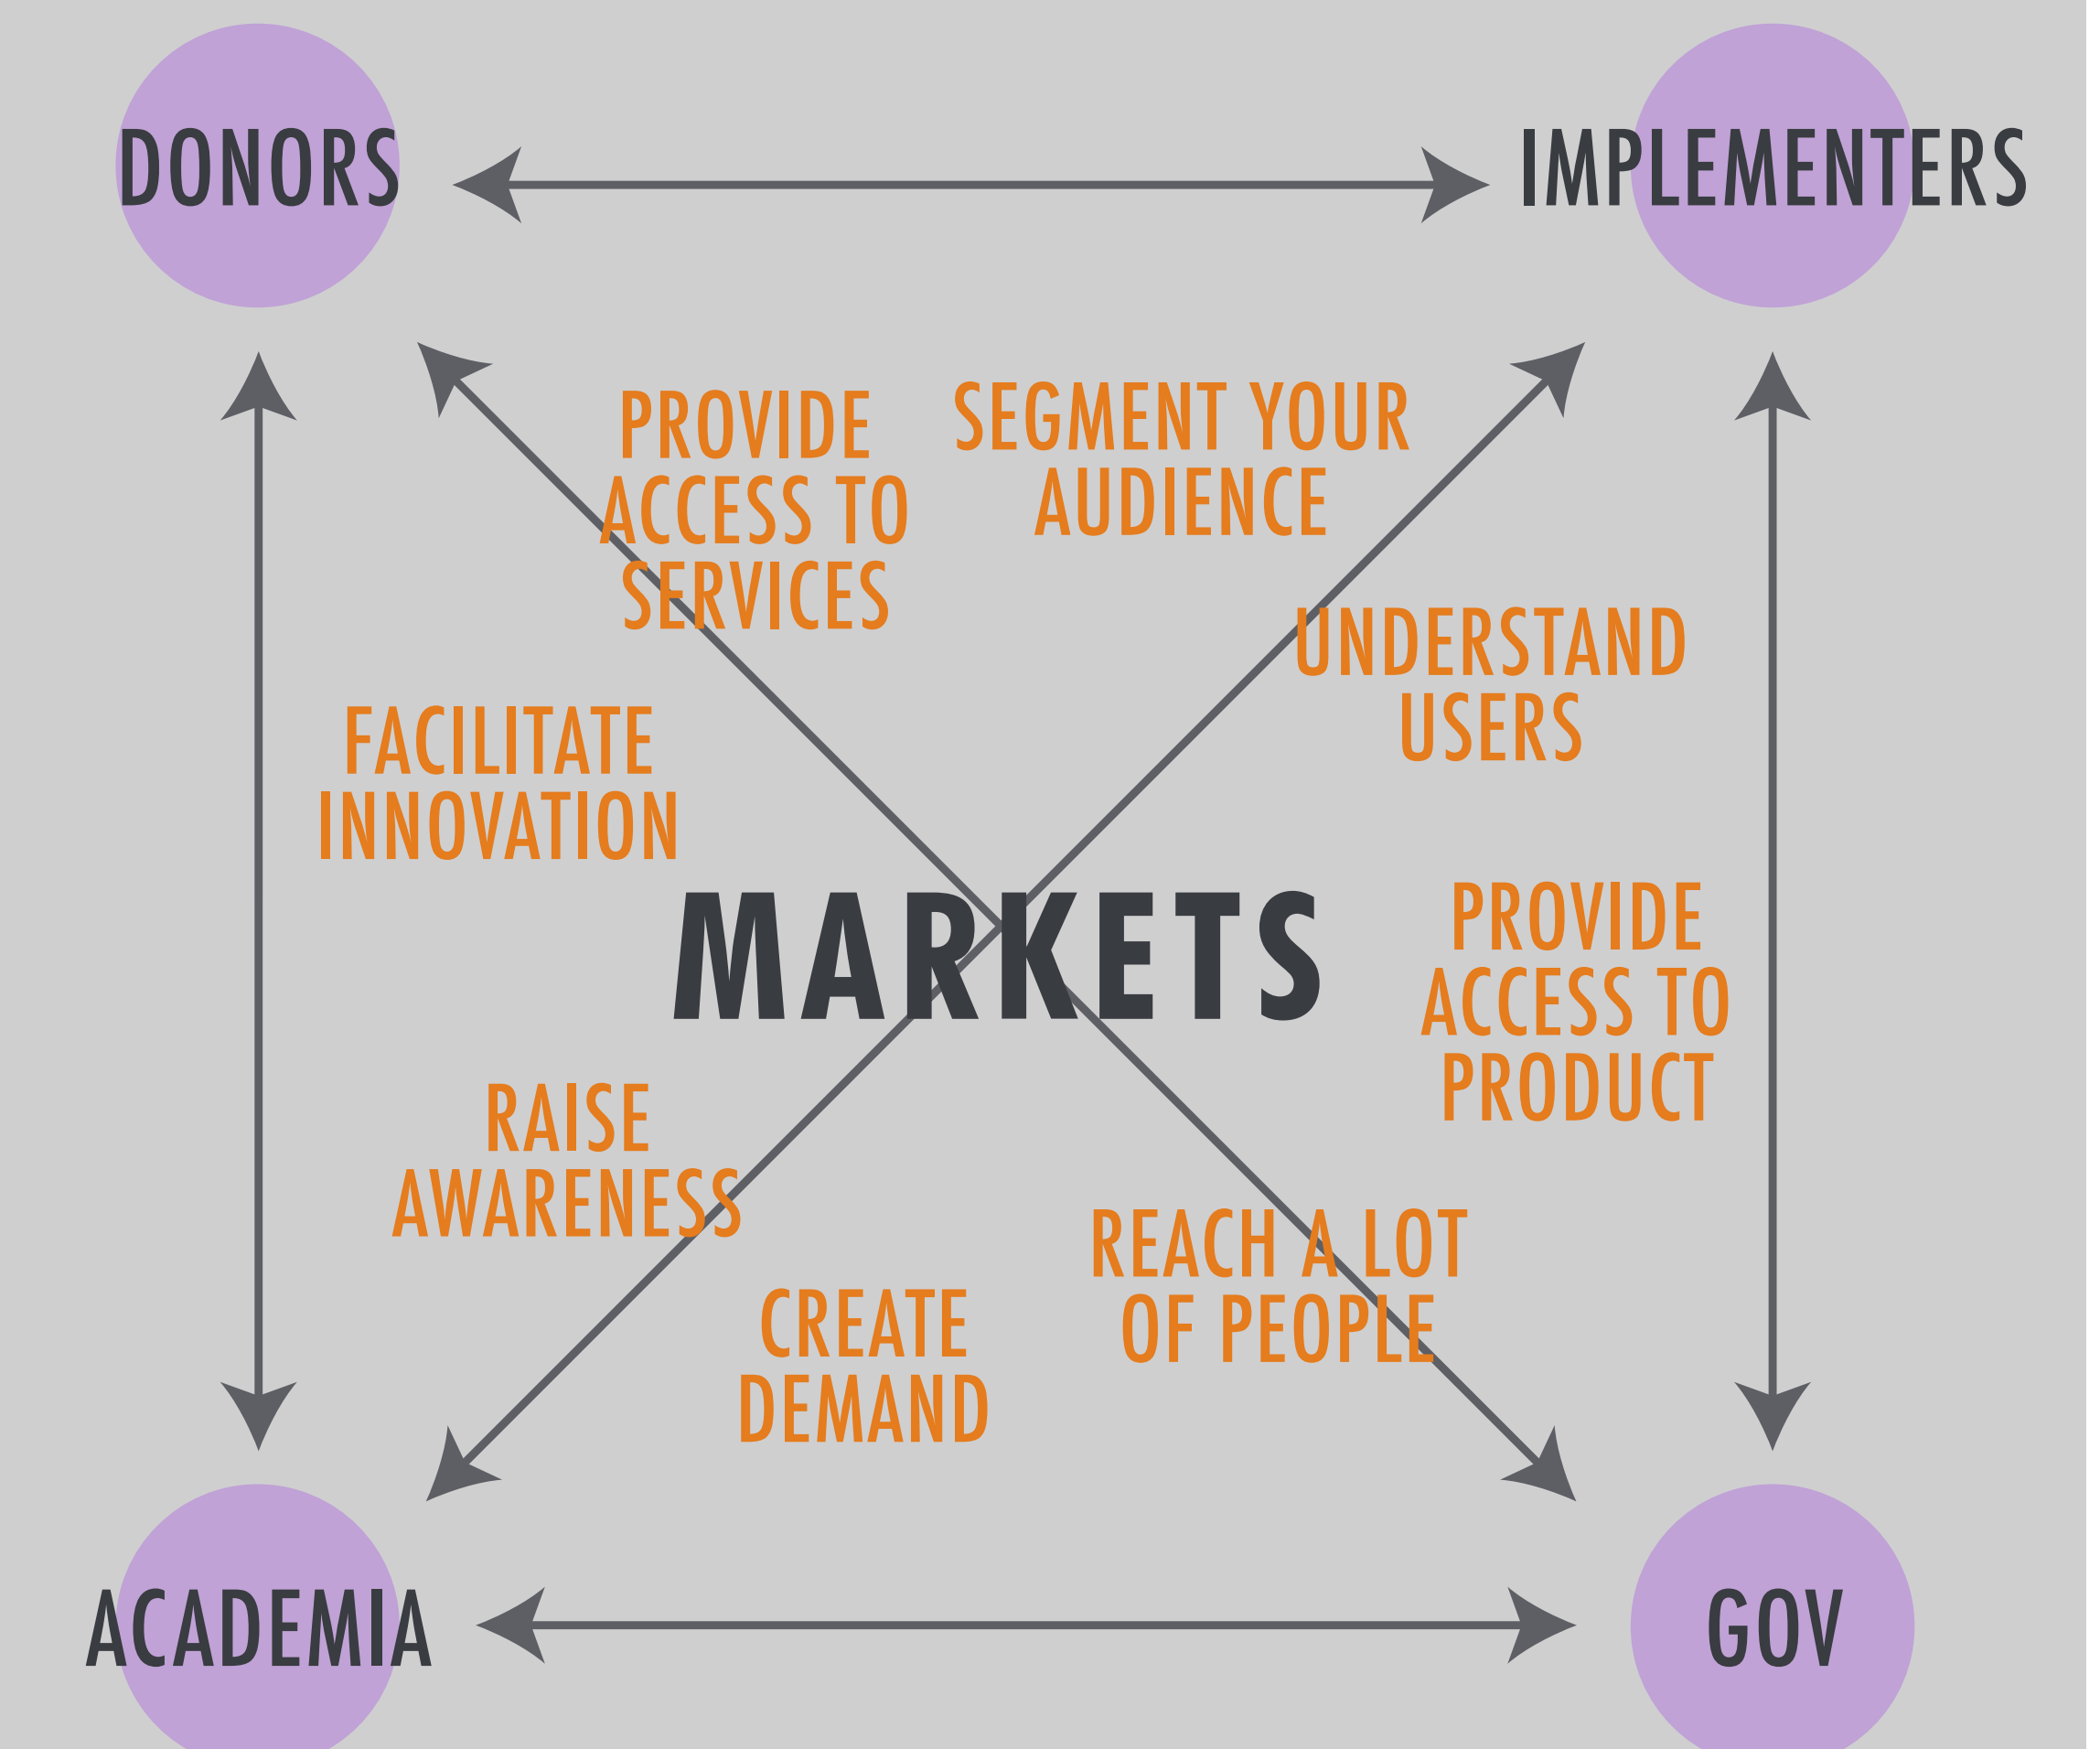 DONORS
IMPLEMENTERS
PROVIDE
ACCESS TO
SERVICES
SEGMENT YOUR
AUDIENCE
UNDERSTAND
USERS
FACILITATE
INNOVATION
MARKETS
PROVIDE
ACCESS TO
PRODUCT
RAISE
AWARENESS
REACH A LOT
OF PEOPLE
CREATE
DEMAND
ACADEMIA
GOV